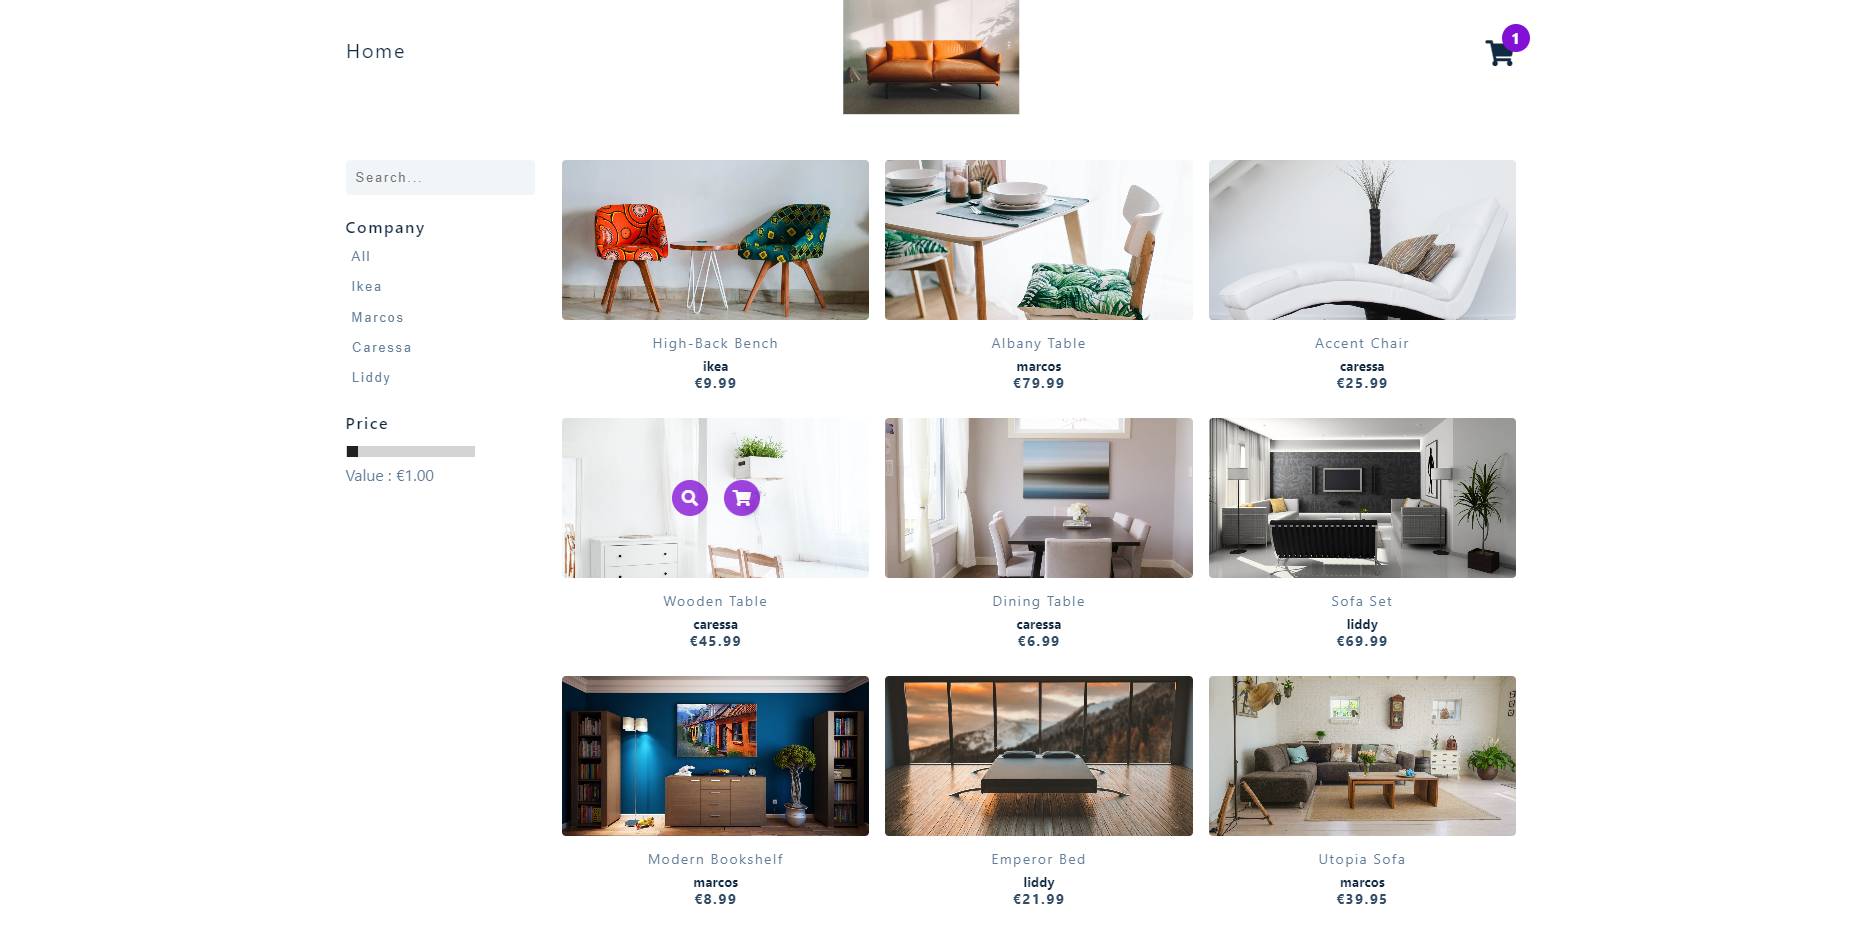 Home
1
Search...
Company
All
Ikea
Marcos
Caressa
Liddy
Price
Value : €1.00
High-Back Bench
ikea
€9.99
Albany Table
marcos
€79.99
Accent Chair
caressa
€25.99
Wooden Table
caressa
€45.99
Dining Table
caressa
€6.99
Sofa Set
liddy
€69.99
Modern Bookshelf
marcos
€8.99
Emperor Bed
liddy
€21.99
Utopia Sofa
marcos
€39.95